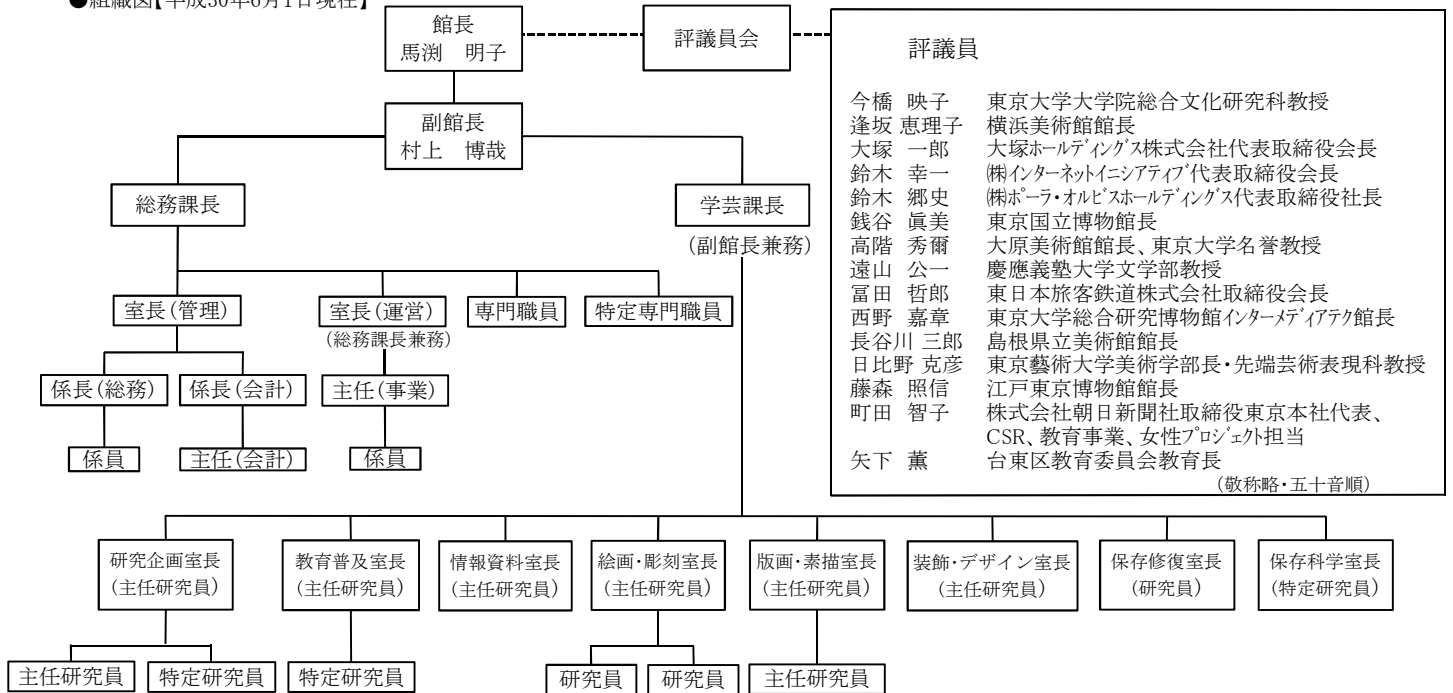 ●組織図【平成30年6月1日現在】
館長
馬渕　明子
評議員会
副館長
村上　博哉
総務課長
学芸課長
(副館長兼務)
室長(管理)
室長(運営)
(総務課長兼務)
専門職員
特定専門職員
係長(総務)
係長(会計)
主任(事業)
係員
主任(会計)
係員
評議員
今橋　映子　東京大学大学院総合文化研究科教授
逢坂 恵理子　横浜美術館館長
大塚　一郎　大塚ホールディングス株式会社代表取締役会長
鈴木　幸一　㈱インターネットイニシアティブ代表取締役会長
鈴木　郷史　㈱ポーラ・オルビスホールディングス代表取締役社長
銭谷　眞美　東京国立博物館長
高階　秀爾　大原美術館館長、東京大学名誉教授
遠山　公一　慶應義塾大学文学部教授
冨田　哲郎　東日本旅客鉄道株式会社取締役会長
西野　嘉章　東京大学総合研究博物館インターメディアテク館長
長谷川 三郎　島根県立美術館館長
日比野 克彦　東京藝術大学美術学部長・先端芸術表現科教授
藤森　照信　江戸東京博物館館長
町田　智子　株式会社朝日新聞社取締役東京本社代表、
CSR、教育事業、女性プロジェクト担当
矢下　薫　台東区教育委員会教育長
(敬称略・五十音順)
研究企画室長
(主任研究員)
教育普及室長
(主任研究員)
情報資料室長
(主任研究員)
絵画・彫刻室長
(主任研究員)
版画・素描室長
(主任研究員)
装飾・デザイン室長
(主任研究員)
保存修復室長
(研究員)
保存科学室長
(特定研究員)
主任研究員
特定研究員
特定研究員
研究員
研究員
主任研究員